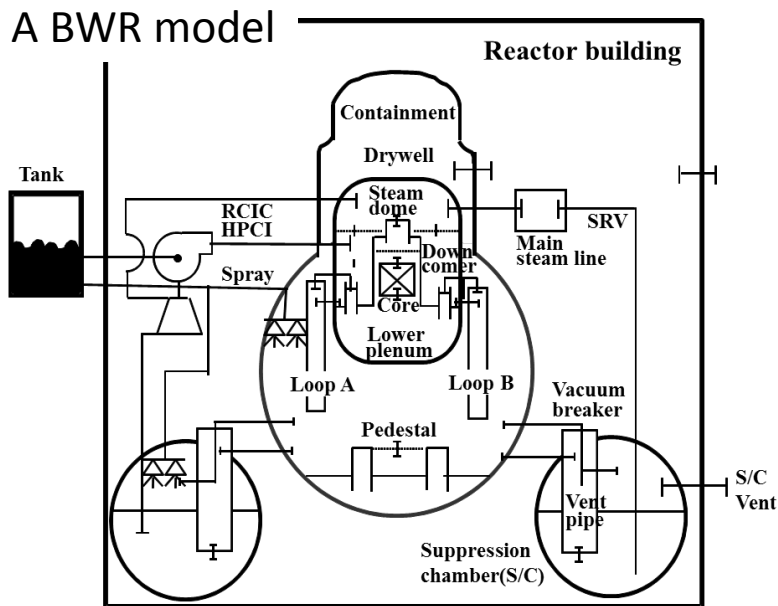 A BWR model
Reactor building
Containment
Drywell
Tank
Steam
dome
RCIC
HPCI
SRV
Main
steam line
Down
comer
Spray
Core
Lower
plenum
Loop A
Loop B
Vacuum
breaker
Pedestal
S/C
Vent
Vent
pipe
Suppression
chamber(S/C)